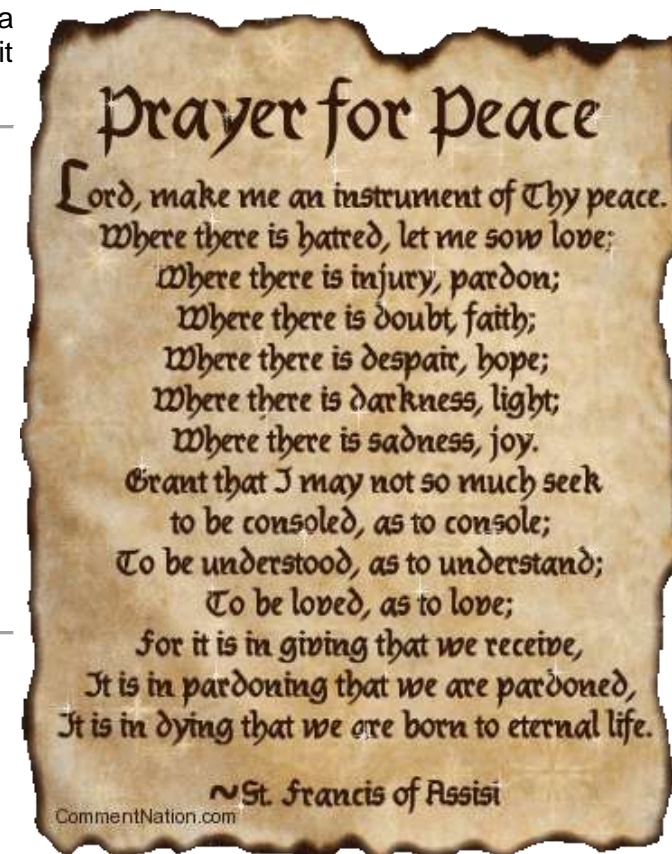 a
it
Prayer for Peace
Lord, make me an instrument of Thy peace.
Where there is hatred, let me sow love;
Where there is injury, pardon;
Where there is doubt, faith;
Where there is despair, hope;
Where there is darkness, light;
Where there is sadness, joy.
Grant that I may not so much seek
to be consoled, as to console;
To be understood, as to understand;
To be loved, as to love;
For it is in giving that we receive,
It is in pardoning that we are pardoned,
It is in dying that we are born to eternal life.
~St. Francis of Assisi
CommentNation.com